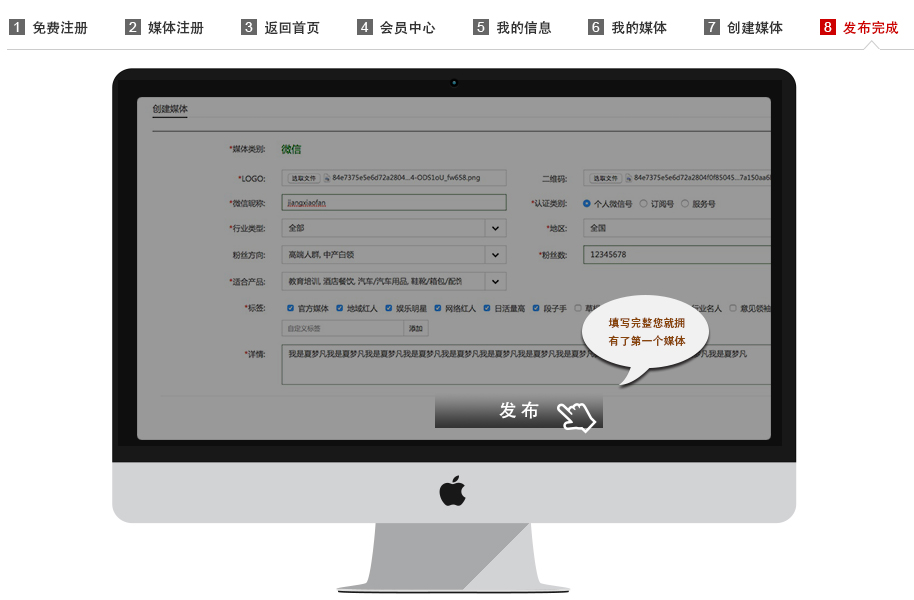 1 免费注册 2 媒体注册 3 返回首页 4 会员中心 5 我的信息 6 我的媒体 7 创建媒体 8 发布完成
创建媒体
*媒体类别: 微信
*LOGO: 选取文件 84e7375e5e6d72a2804...4-ODS1oU_fw658.png 二维码: 选取文件 84e7375e5e6d72a2804f0f85045...7a150aa6
*微信昵称: jiangxiaofan *认证类别: 个人微信号 订阅号 服务号
*行业类型: 全部 *地区: 全国
粉丝方向: 高端人群, 中产白领 *粉丝数: 12345678
*适合产品: 教育培训, 酒店餐饮, 汽车/汽车用品, 鞋靴/箱包/配饰
*标签: 官方媒体 地域红人 娱乐明星 网络红人 日活量高 段子手 草 行业名人 意见领袖
自定义标签 添加
填写完整您就拥
有了第一个媒体
*详情: 我是夏梦凡我是夏梦凡我是夏梦凡我是夏梦凡我是夏梦凡我是夏梦凡我是夏梦凡我是夏梦凡 凡我是夏梦凡
发布